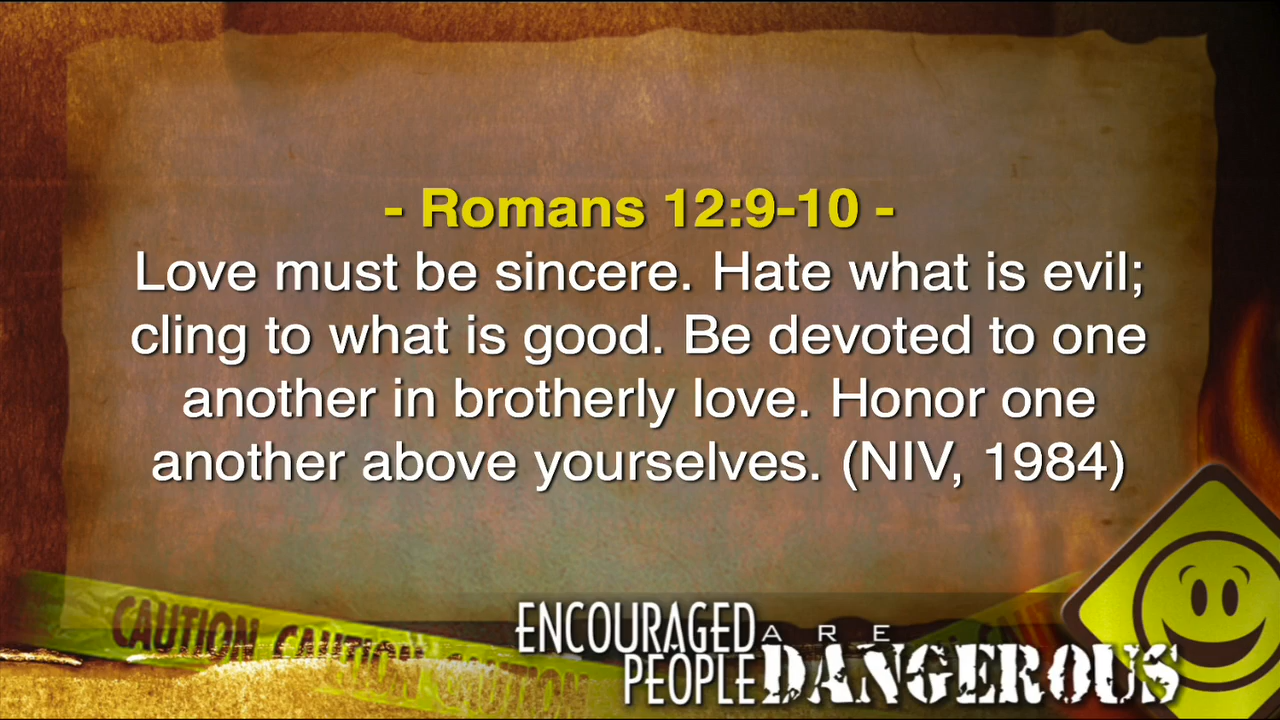 - Romans 12:9-10 -
Love must be sincere. Hate what is evil;
cling to what is good. Be devoted to one
another in brotherly love. Honor one
another above yourselves. (NIV, 1984)
CAUTION CAUTION CAUTION CAUTION
ENCOURAGED ARE
PEOPLE DANGEROUS